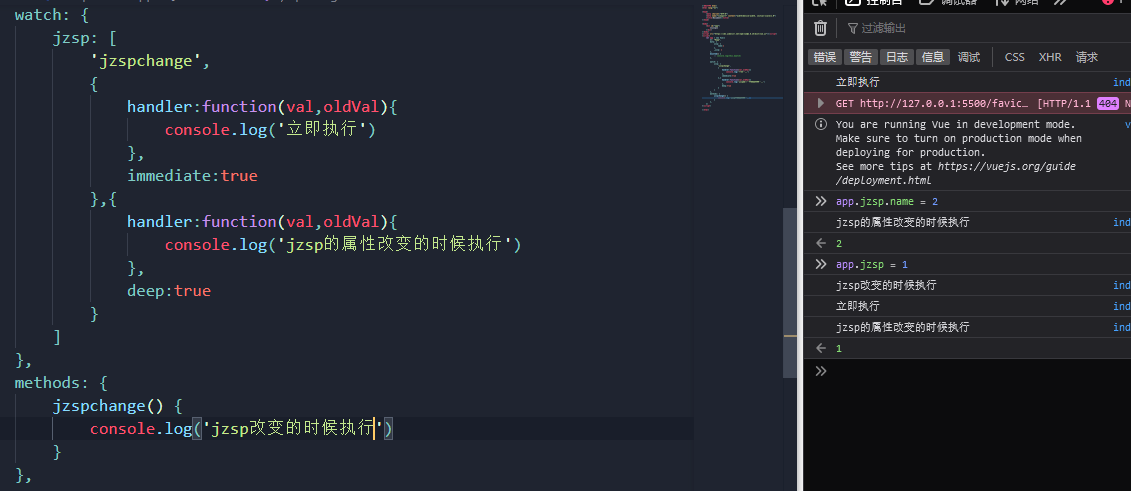 watch: {
jzsp: [
'jzspchange',
{
handler:function(val,oldVal){
console.log('立即执行')
},
immediate:true
},{
handler:function(val,oldVal){
console.log('jzsp的属性改变的时候执行')
},
deep:true
}
]
},
methods: {
jzspchange() {
console.log('jzsp改变的时候执行')
}
},
过滤输出
错误 警告 日志 信息 调试 CSS XHR 请求
立即执行 ind
GET http://127.0.0.1:5500/favic… [HTTP/1.1 404 N
You are running Vue in development mode. v
Make sure to turn on production mode when
deploying for production.
See more tips at https://vuejs.org/guide
/deployment.html
app.jzsp.name = 2
jzsp的属性改变的时候执行 ind
2
app.jzsp = 1
jzsp改变的时候执行 ind
立即执行 ind
jzsp的属性改变的时候执行 ind
1